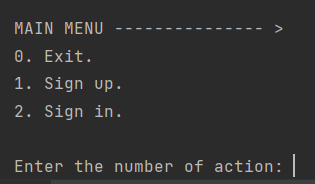 MAIN MENU --------------- >
0. Exit.
1. Sign up.
2. Sign in.
Enter the number of action: